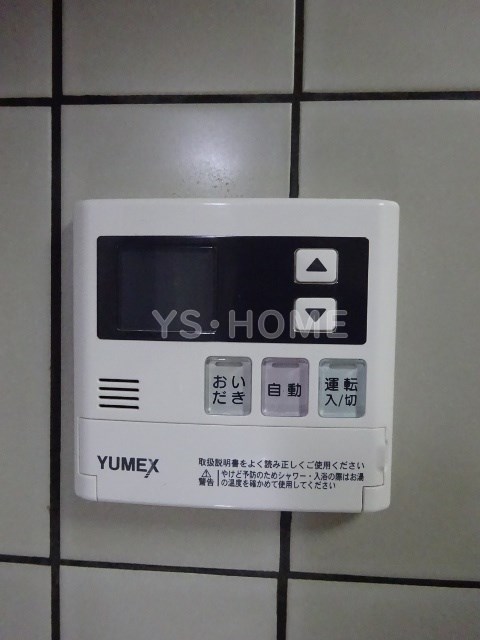 YS・HOME
おい
だき
自動
運転
入/切
YUMEX
取扱説明書をよく読み正しくご使用ください
警告
やけど予防のためシャワー・入浴の際はお湯
の温度を確かめて使用してください